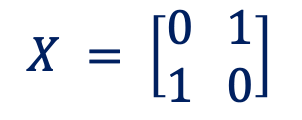 X = [0 1
1 0]